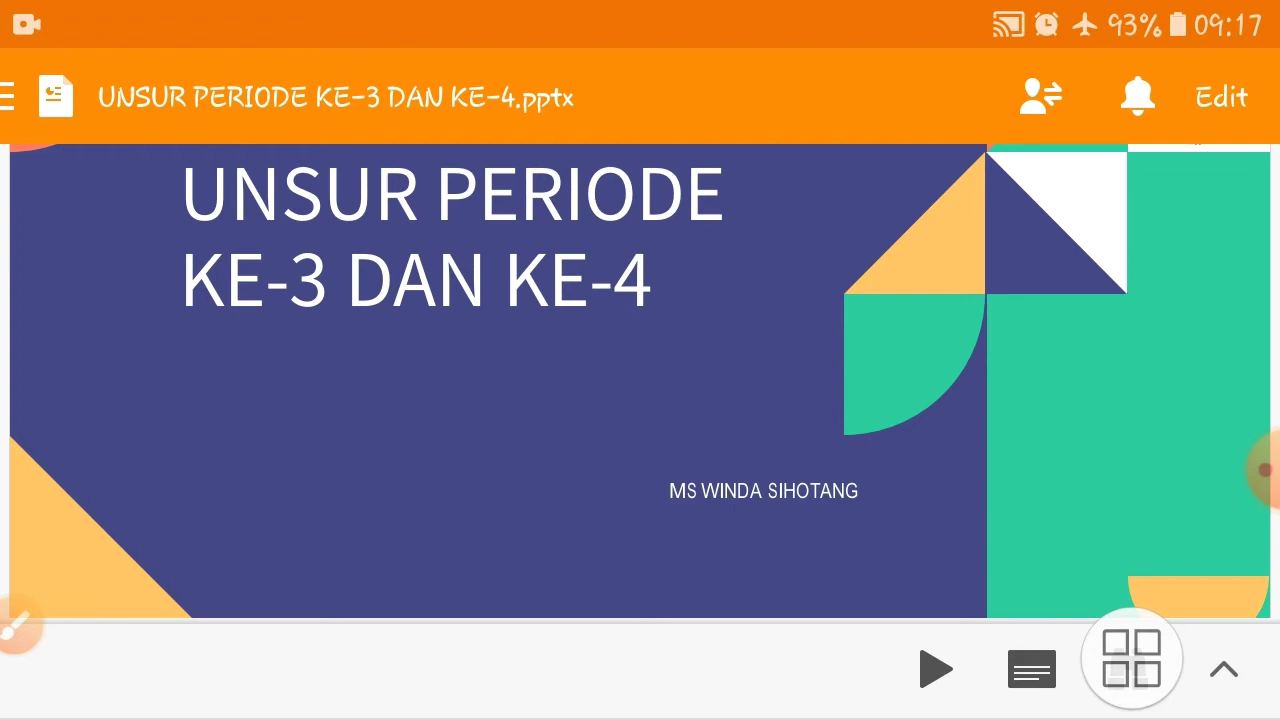 93% 09:17
UNSUR PERIODE KE-3 DAN KE-4.pptx
Edit
UNSUR PERIODE
KE-3 DAN KE-4
MS WINDA SIHOTANG